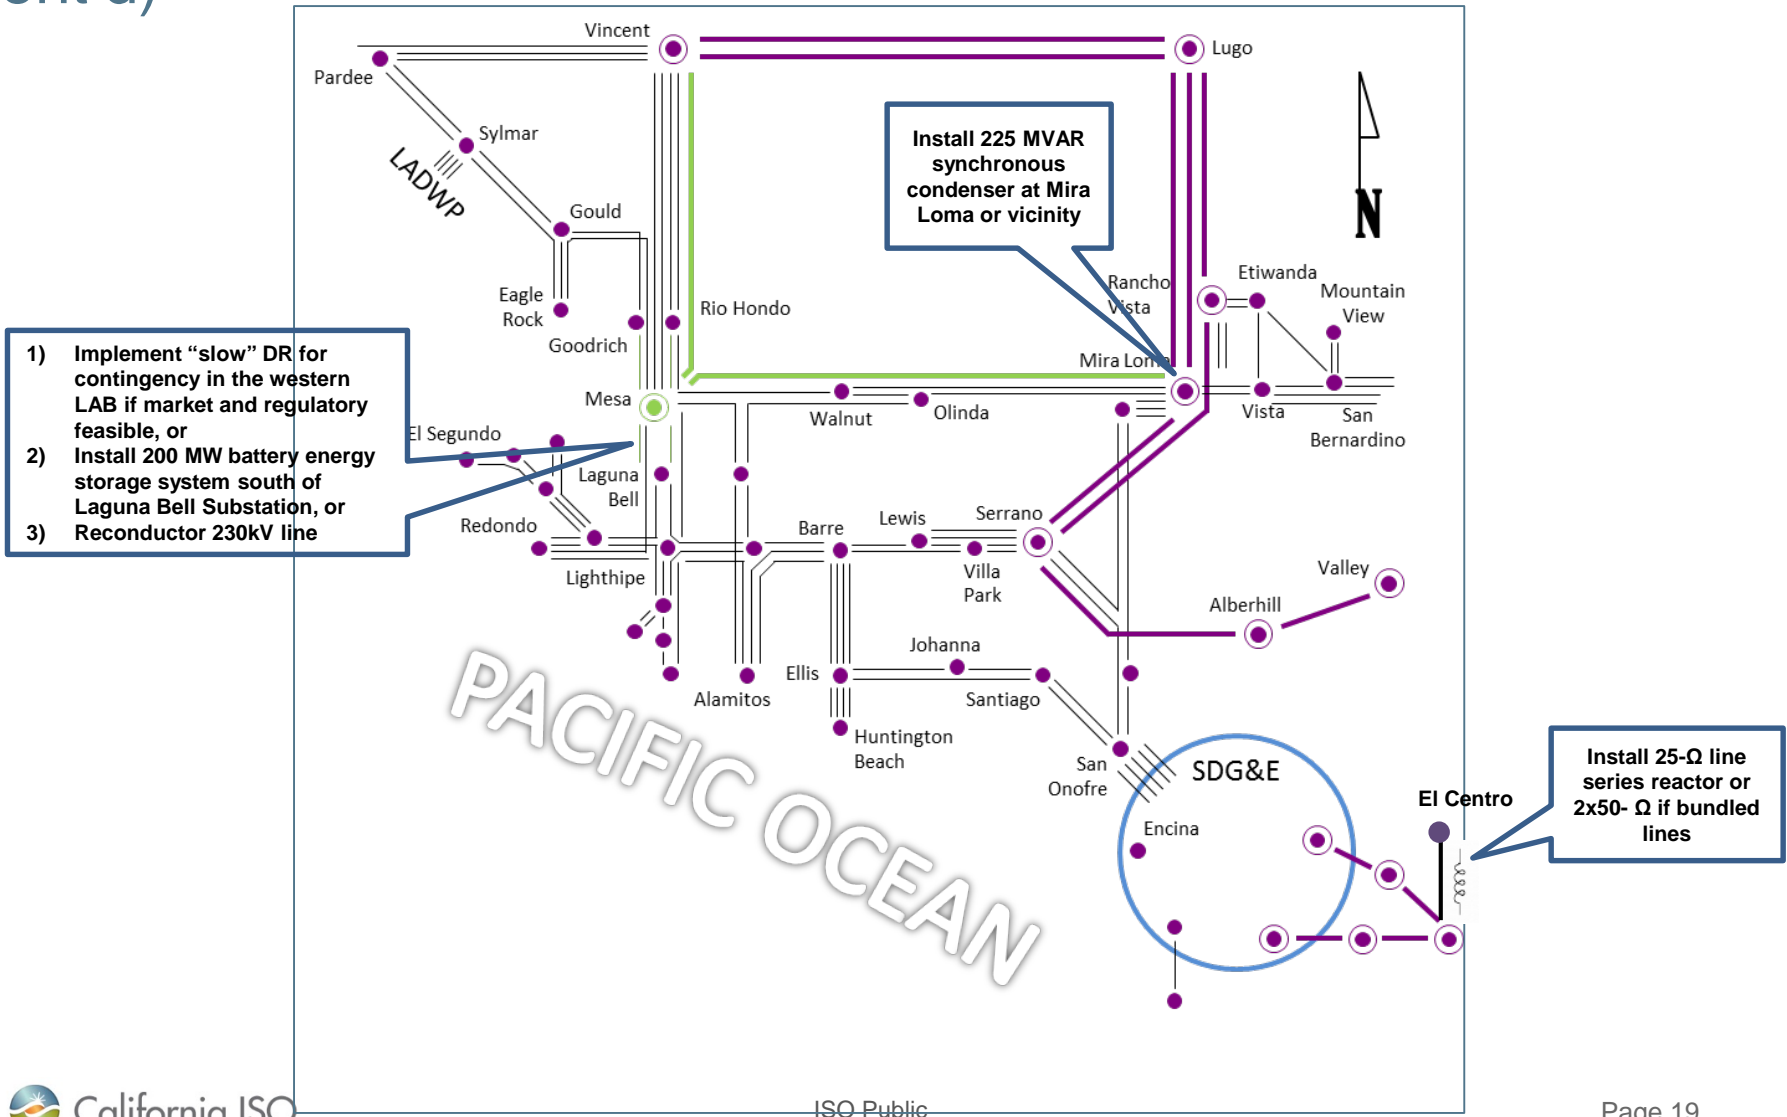 ont'd)
Vincent
Lugo
Pardee
Sylmar
LADWP
Install 225 MVAR
synchronous
condenser at Mira
Loma or vicinity
N
Gould
Eagle
Rock
Rio Hondo
Goodrich
Rancho
Vista
Etiwanda
Mountain
View
Mira Loma
1) Implement “slow” DR for
contingency in the western
LAB if market and regulatory
feasible, or
2) Install 200 MW battery energy
storage system south of
Laguna Bell Substation, or
3) Reconductor 230kV line
Mesa
Walnut
Olinda
Vista
San
Bernardino
El Segundo
Laguna
Bell
Redondo
Lighthipe
Barre
Lewis
Serrano
Villa
Park
Valley
Alberhill
Johanna
Ellis
Santiago
Alamitos
Huntington
Beach
San
Onofre
PACIFIC OCEAN
SDG&E
Encina
El Centro
Install 25-Ω line
series reactor or
2x50- Ω if bundled
lines
California ISO
ISO Public
Page 19